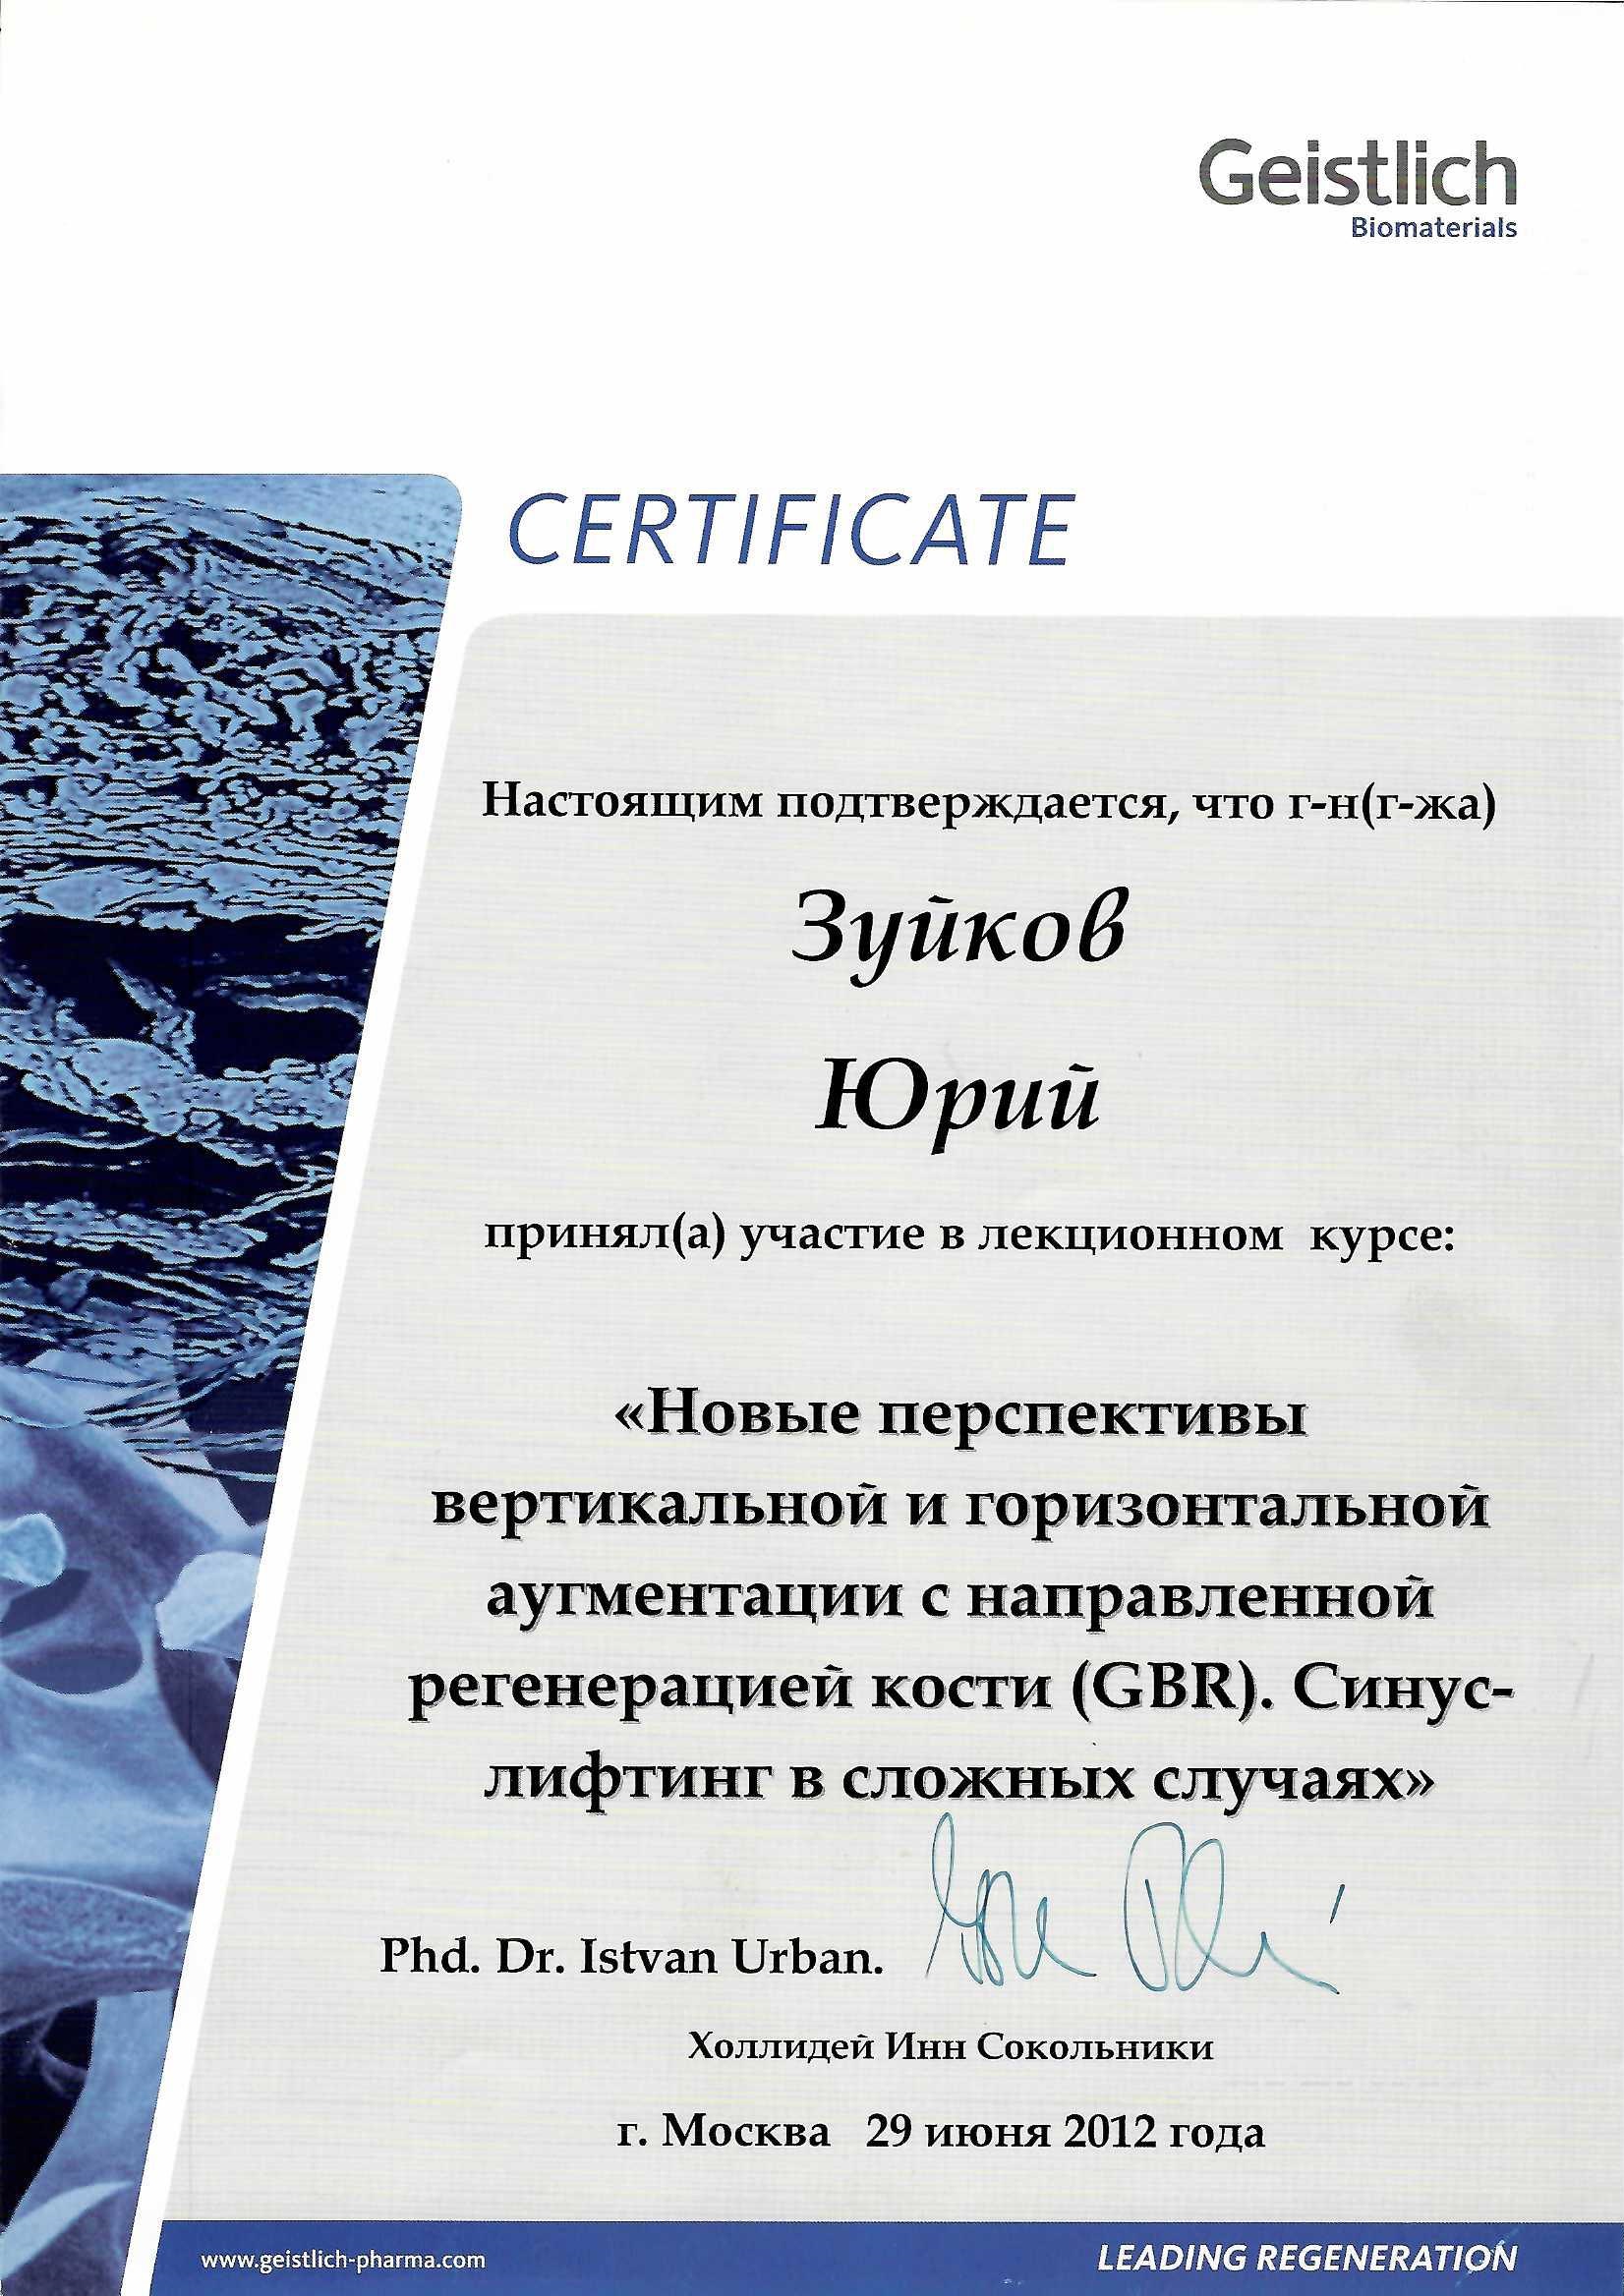 Geistlich
Biomaterials
CERTIFICATE
Настоящим подтверждается, что г-н(г-жа)
Зуйков
Юрий
принял(а) участие в лекционном курсе:
«Новые перспективы
вертикальной и горизонтальной
аугментации с направленной
регенерацией кости (GBR). Синус-
лифтинг в сложных случаях»
Phd. Dr. Istvan Urban.
Холлидей Инн Сокольники
г. Москва 29 июня 2012 года
www.geistlich-pharma.com
LEADING REGENERATION